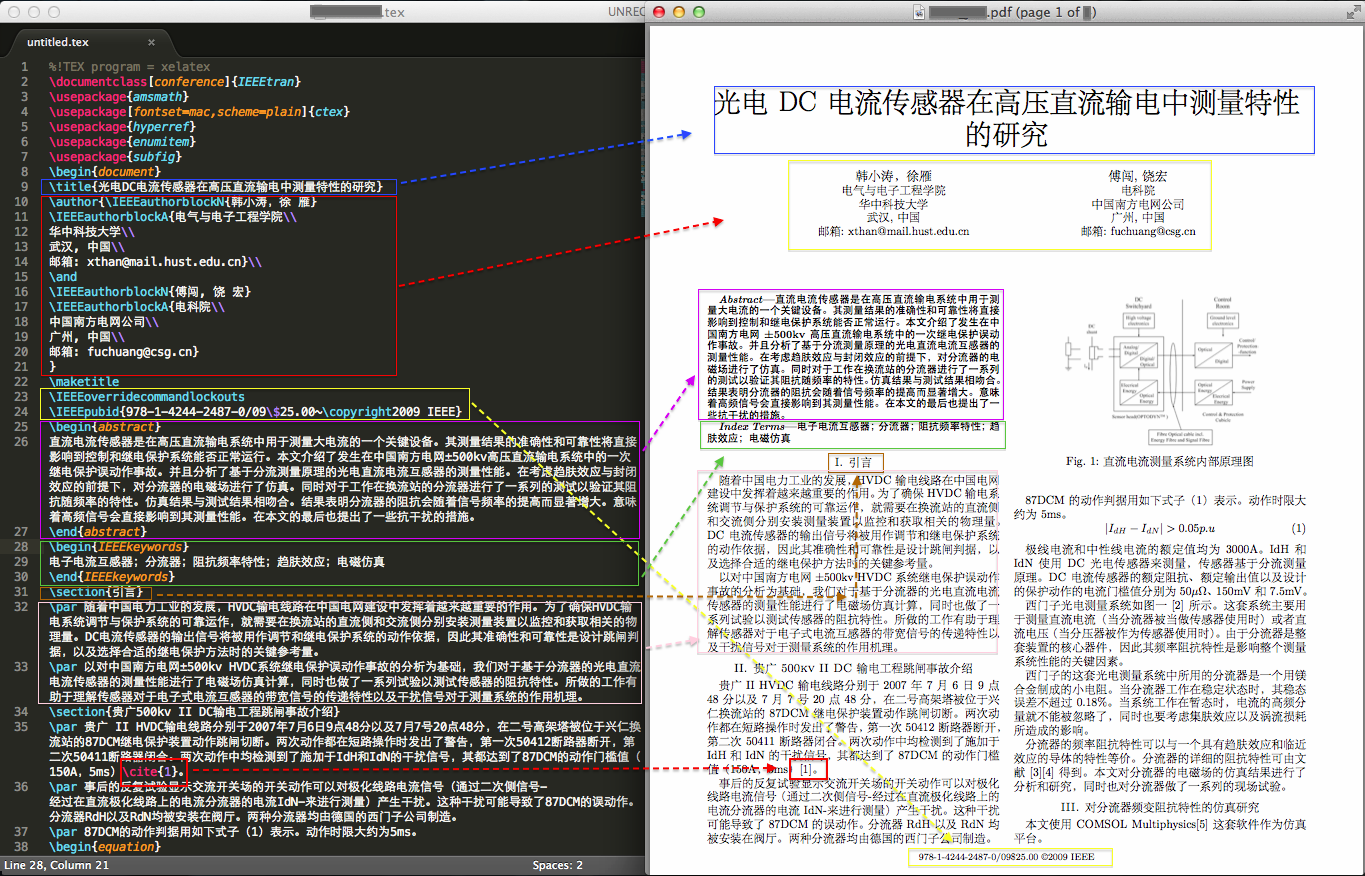 .tex
UNREG
.pdf (page 1 of )
untitled.tex ×
1 %!TEX program = xelatex
2 \documentclass[conference]{IEEEtran}
3 \usepackage{amsmath}
4 \usepackage[fontset=mac,scheme=plain]{ctex}
5 \usepackage{hyperref}
6 \usepackage{enumitem}
7 \usepackage{subfig}
8 \begin{document}
9 \title{光电DC电流传感器在高压直流输电中测量特性的研究}
10 \author{\IEEEauthorblockN{韩小涛, 徐 雁}
11 \IEEEauthorblockA{电气与电子工程学院\\
12 华中科技大学\\
13 武汉, 中国\\
14 邮箱: xthan@mail.hust.edu.cn}\\
15 \and
16 \IEEEauthorblockN{傅闯, 饶 宏}
17 \IEEEauthorblockA{电科院\\
18 中国南方电网公司\\
19 广州, 中国\\
20 邮箱: fuchuang@csg.cn}
21 }
22 \maketitle
23 \IEEEoverridecommandlockouts
24 \IEEEpubid{978-1-4244-2487-0/09\$25.00~\copyright2009 IEEE}
25 \begin{abstract}
26 直流电流传感器是在高压直流输电系统中用于测量大电流的一个关键设备。其测量结果的准确性和可靠性将直接
影响到控制和继电保护系统能否正常运行。本文介绍了发生在中国南方电网±500kv高压直流输电系统中的一次
继电保护误动作事故。并且分析了基于分流测量原理的光电直流电流互感器的测量性能。在考虑趋肤效应与封闭
效应的前提下，对分流器的电磁场进行了仿真。同时对于工作在换流站的分流器进行了一系列的测试以验证其阻
抗随频率的特性。仿真结果与测试结果相吻合。结果表明分流器的阻抗会随着信号频率的提高而显著增大。意味
着高频信号会直接影响到其测量性能。在本文的最后也提出了一些抗干扰的措施。
27 \end{abstract}
28 \begin{IEEEkeywords}
29 电子电流互感器；分流器；阻抗频率特性；趋肤效应；电磁仿真
30 \end{IEEEkeywords}
31 \section{引言}
32 \par 随着中国电力工业的发展，HVDC输电线路在中国电网建设中发挥着越来越重要的作用。为了确保HVDC输
电系统调节与保护系统的可靠运作，就需要在换流站的直流侧和交流侧分别安装测量装置以监控和获取相关的物
理量。DC电流传感器的输出信号将被用作调节和继电保护系统的动作依据，因此其准确性和可靠性是设计跳闸判
据，以及选择合适的继电保护方法时的关键参考量。
33 \par 以对中国南方电网±500kv HVDC系统继电保护误动作事故的分析为基础，我们对于基于分流器的光电直流
电流传感器的测量性能进行了电磁场仿真计算，同时也做了一系列试验以测试传感器的阻抗特性。所做的工作有
助于理解传感器对于电子式电流互感器的带宽信号的传递特性以及干扰信号对于测量系统的作用机理。
34 \section{贵广500kv II DC输电工程跳闸事故介绍}
35 \par 贵广 II HVDC输电线路分别于2007年7月6日9点48分以及7月7号20点48分，在二号高架塔被位于兴仁换
流站的87DCM继电保护装置动作跳闸切断。两次动作都在短路操作时发出了警告，第一次50412断路器断开，第
二次50411断路器闭合。两次动作中均检测到了施加于IdH和IdN的干扰信号，其都达到了87DCM的动作门槛值（
150A，5ms）\cite{1}。
36 \par 事后的反复试验显示交流开关场的开关动作可以对极化线路电流信号（通过二次侧信号-
经过在直流极化线路上的电流分流器的电流IdN-来进行测量）产生干扰。这种干扰可能导致了87DCM的误动作。
分流器RdH以及RdN均被安装在阀厅。两种分流器均由德国的西门子公司制造。
37 \par 87DCM的动作判据用如下式子（1）表示。动作时限大约为5ms。
38 \begin{equation}
Line 28, Column 21
Spaces: 2
光电 DC 电流传感器在高压直流输电中测量特性
的研究
韩小涛, 徐雁
电气与电子工程学院
华中科技大学
武汉, 中国
邮箱: xthan@mail.hust.edu.cn
傅闯, 饶宏
电科院
中国南方电网公司
广州, 中国
邮箱: fuchuang@csg.cn
Abstract—直流电流传感器是在高压直流输电系统中用于测
量大电流的一个关键设备。其测量结果的准确性和可靠性将直接
影响到控制和继电保护系统能否正常运行。本文介绍了发生在中
国南方电网 ±500kv 高压直流输电系统中的一次继电保护误动
作事故。并且分析了基于分流测量原理的光电直流电流互感器的
测量性能。在考虑趋肤效应与封闭效应的前提下，对分流器的电
磁场进行了仿真。同时对于工作在换流站的分流器进行了一系列
的测试以验证其阻抗随频率的特性。仿真结果与测试结果相吻合。
结果表明分流器的阻抗会随着信号频率的提高而显著增大。意味
着高频信号会直接影响到其测量性能。在本文的最后也提出了一
些抗干扰的措施。
Index Terms—电子电流互感器；分流器；阻抗频率特性；趋
肤效应；电磁仿真
I. 引言
随着中国电力工业的发展，HVDC 输电线路在中国电网
建设中发挥着越来越重要的作用。为了确保 HVDC 输电系
统调节与保护系统的可靠运作，就需要在换流站的直流侧
和交流侧分别安装测量装置以监控和获取相关的物理量。
DC 电流传感器的输出信号将被用作调节和继电保护系统
的动作依据，因此其准确性和可靠性是设计跳闸判据，以
及选择合适的继电保护方法时的关键参考量。
以对中国南方电网 ±500kv HVDC 系统继电保护误动作
事故的分析为基础，我们对于基于分流器的光电直流电流
传感器的测量性能进行了电磁场仿真计算，同时也做了一
系列试验以测试传感器的阻抗特性。所做的工作有助于理
解传感器对于电子式电流互感器的带宽信号的传递特性以
及干扰信号对于测量系统的作用机理。
II. 贵广 500KV II DC 输电工程跳闸事故介绍
贵广 II HVDC 输电线路分别于 2007 年 7 月 6 日 9 点
48 分以及 7 月 7 号 20 点 48 分，在二号高架塔被位于兴
仁换流站的 87DCM 继电保护装置动作跳闸切断。两次动
作都在短路操作时发出了警告，第一次 50412 断路器断开，
第二次 50411 断路器闭合。两次动作中均检测到了施加于
IdH 和 IdN 的干扰信号，其都达到了 87DCM 的动作门槛
值（150A，5ms）[1]。
事后的反复试验显示交流开关场的开关动作可以对极化
线路电流信号（通过二次侧信号-经过在直流极化线路上的
电流分流器的电流 IdN-来进行测量）产生干扰。这种干扰
可能导致了 87DCM 的误动作。分流器 RdH 以及 RdN 均
被安装在阀厅。两种分流器均由德国的西门子公司制造。
DC
Switchyard
Control
Room
High voltage
electronics
Ground level
electronics
DC
shunt
Analog
Digital
Digital
Optical
Optical
Digital
Control
Protection
-function
Electrical
Energy
Optical
Energy
Electrical
Energy
Optical
Energy
Power
Supply
Sensor head(OPTODYN™)
Control & Protection
Cubicle
Fibre Optical cable incl.
Energy Fibre and Signal Fibre
Fig. 1: 直流电流测量系统内部原理图
87DCM 的动作判据用如下式子（1）表示。动作时限大
约为 5ms。
|I_dH − I_dN| > 0.05p.u (1)
极线电流和中性线电流的额定值均为 3000A。IdH 和
IdN 使用 DC 光电传感器来测量，传感器基于分流测量
原理。DC 电流传感器的额定阻抗、额定输出值以及设计
的保护动作的电流门槛值分别为 50μΩ、150mV 和 7.5mV。
西门子光电测量系统如图一 [2] 所示。这套系统主要用
于测量直流电流（当分流器被当做传感器使用时）或者直
流电压（当分压器被作为传感器使用时）。由于分流器是整
套装置的核心器件，因此其频率阻抗特性是影响整个测量
系统性能的关键因素。
西门子的这套光电测量系统中所用的分流器是一个用镁
合金制成的小电阻。当分流器工作在稳定状态时，其稳态
误差不超过 0.18%。当系统工作在暂态时，电流的高频分
量就不能被忽略了，同时也要考虑集肤效应以及涡流损耗
所造成的影响。
分流器的频率阻抗特性可以与一个具有趋肤效应和临近
效应的导体的特性等价。分流器的详细的阻抗特性可由文
献 [3][4] 得到。本文对分流器的电磁场的仿真结果进行了
分析和研究，同时也对分流器做了一系列的现场试验。
III. 对分流器频变阻抗特性的仿真研究
本文使用 COMSOL Multiphysics[5] 这套软件作为仿真
平台。
978-1-4244-2487-0/09$25.00 ©2009 IEEE